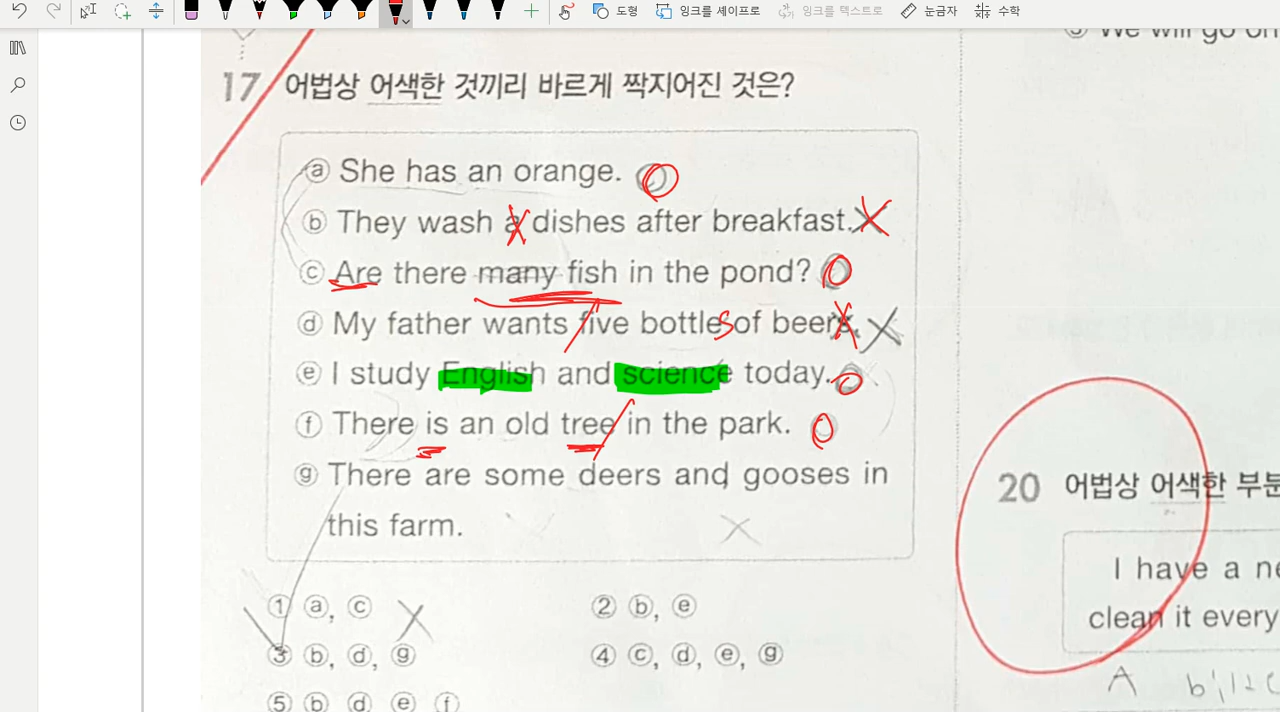 도형 잉크를 셰이프로 잉크를 텍스트로 눈금자 수학
17 어법상 어색한 것끼리 바르게 짝지어진 것은?
ⓐ She has an orange.
ⓑ They wash a dishes after breakfast.
ⓒ Are there many fish in the pond?
ⓓ My father wants five bottle s of beers.
ⓔ I study English and science today.
ⓕ There is an old tree in the park.
ⓖ There are some deers and gooses in
this farm.
① ⓐ, ⓒ
② ⓑ, ⓔ
③ ⓑ, ⓓ, ⓖ
④ ⓒ, ⓓ, ⓔ, ⓖ
⑤ ⓑ ⓓ ⓔ ⓕ
We will go on
20 어법상 어색한 부분
I have a ne
clean it every
A